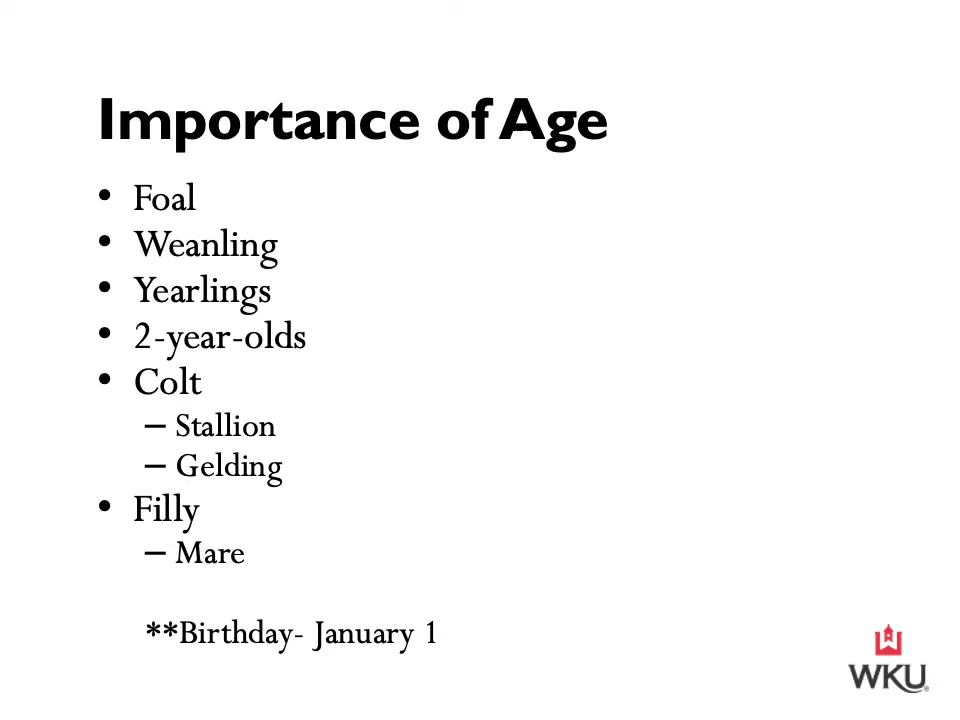 Importance of Age
• Foal
• Weanling
• Yearlings
• 2-year-olds
• Colt
– Stallion
– Gelding
• Filly
– Mare
**Birthday- January 1
WKU®